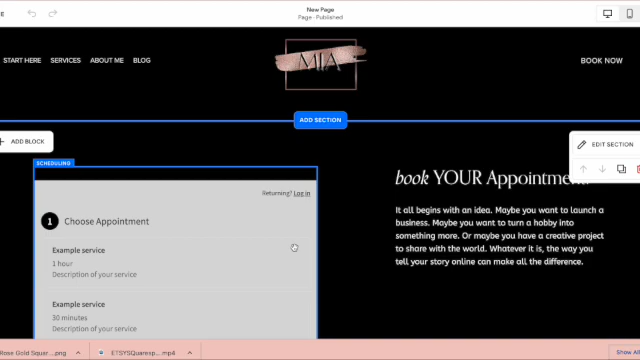 E
New Page
Page · Published
START HERE SERVICES ABOUT ME BLOG
MIA
BOOK NOW
ADD SECTION
ADD BLOCK
EDIT SECTION
SCHEDULING
Returning? Log in
1 Choose Appointment
Example service
1 hour
Description of your service
Example service
30 minutes
Description of your service
book YOUR Appointment
It all begins with an idea. Maybe you want to launch a
business. Maybe you want to turn a hobby into
something more. Or maybe you have a creative project
to share with the world. Whatever it is, the way you
tell your story online can make all the difference.
Rose Gold Squar ....png
ETSYSQuaresp....mp4
Show All